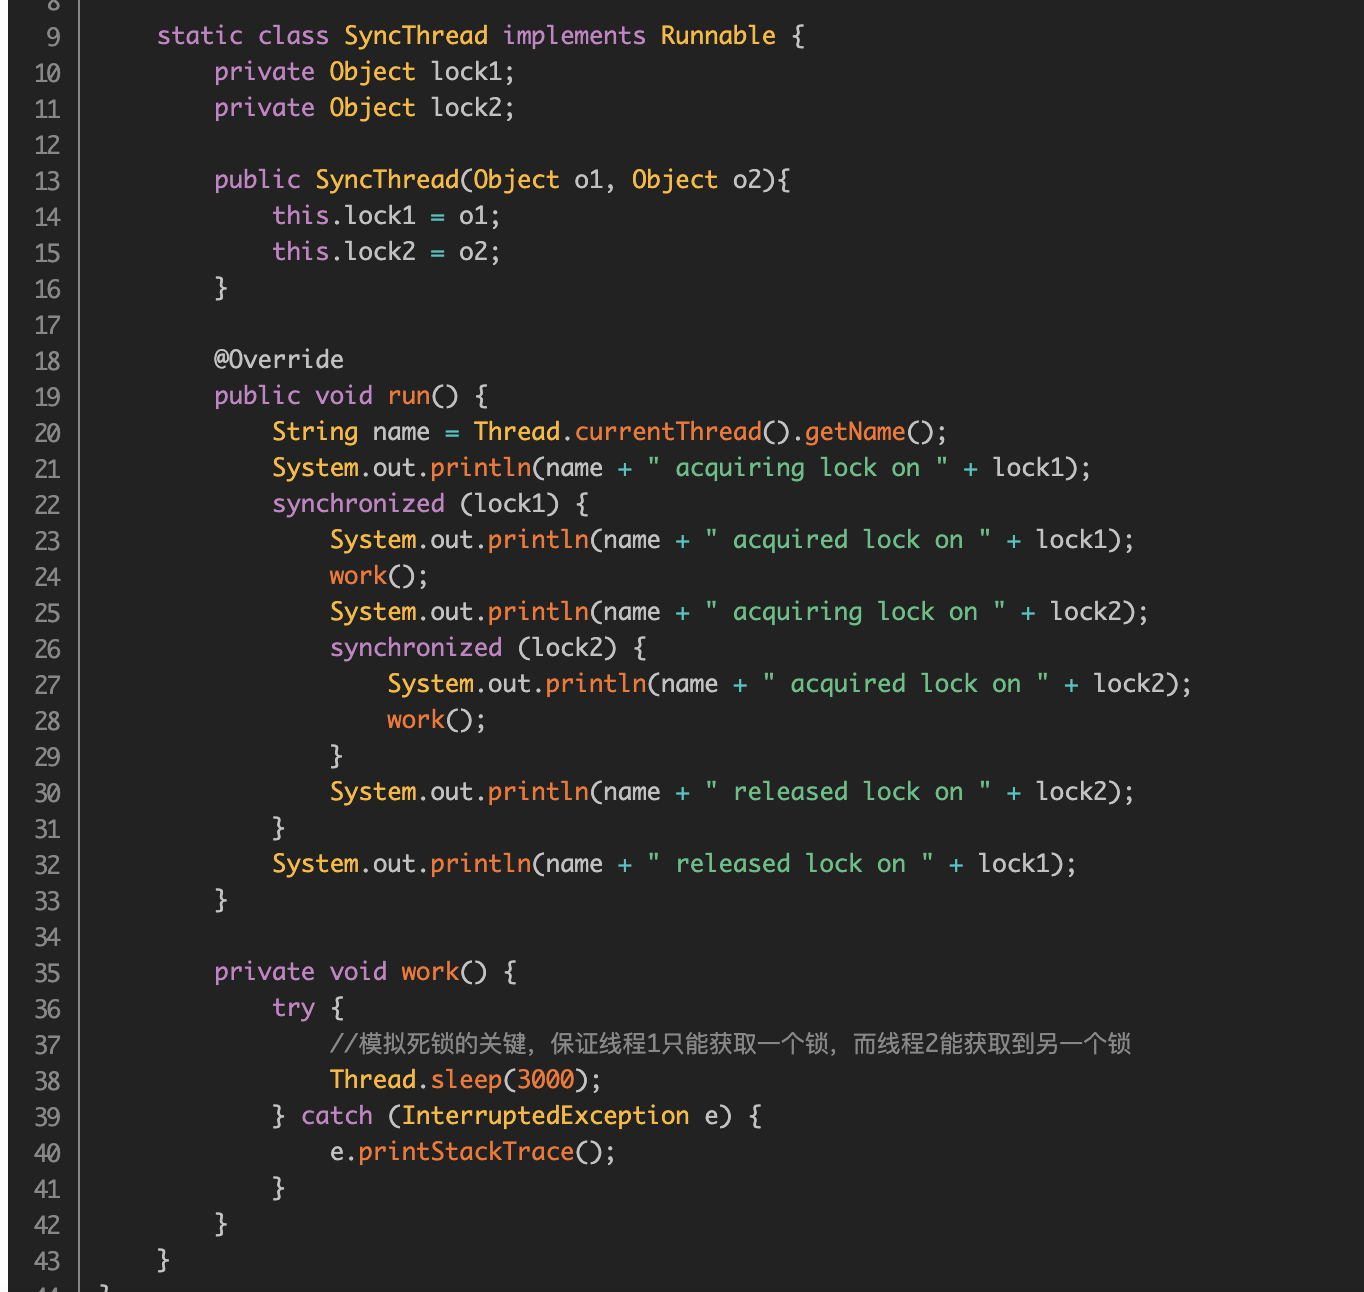 8
9 static class SyncThread implements Runnable {
10 private Object lock1;
11 private Object lock2;
12
13 public SyncThread(Object o1, Object o2){
14 this.lock1 = o1;
15 this.lock2 = o2;
16 }
17
18 @Override
19 public void run() {
20 String name = Thread.currentThread().getName();
21 System.out.println(name + " acquiring lock on " + lock1);
22 synchronized (lock1) {
23 System.out.println(name + " acquired lock on " + lock1);
24 work();
25 System.out.println(name + " acquiring lock on " + lock2);
26 synchronized (lock2) {
27 System.out.println(name + " acquired lock on " + lock2);
28 work();
29 }
30 System.out.println(name + " released lock on " + lock2);
31 }
32 System.out.println(name + " released lock on " + lock1);
33 }
34
35 private void work() {
36 try {
37 //模拟死锁的关键，保证线程1只能获取一个锁，而线程2能获取到另一个锁
38 Thread.sleep(3000);
39 } catch (InterruptedException e) {
40 e.printStackTrace();
41 }
42 }
43 }
44 }